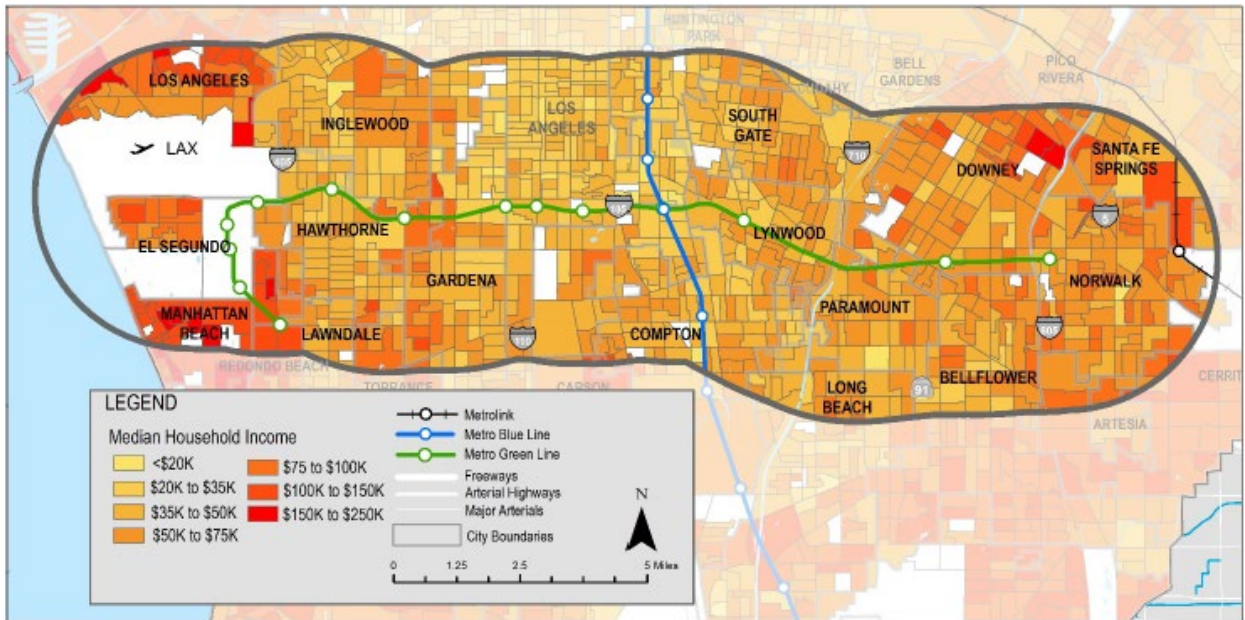 HUNTINGTON
PARK
BELL
GARDENS
PICO
RIVERA
LOS ANGELES
INGLEWOOD
LOS
ANGELES
SOUTH
GATE
710
DOWNEY
SANTA FE
SPRINGS
LAX
405
5
105
HAWTHORNE
LYNWOOD
EL SEGUNDO
GARDENA
NORWALK
PARAMOUNT
MANHATTAN
BEACH
LAWNDALE
110
COMPTON
605
REDONDO BEACH
TORRANCE
CARSON
LONG
BEACH
91
BELLFLOWER
CERRIT
ARTESIA
LEGEND
Median Household Income
<$20K
$20K to $35K
$35K to $50K
$50K to $75K
$75 to $100K
$100K to $150K
$150K to $250K
Metrolink
Metro Blue Line
Metro Green Line
Freeways
Arterial Highways
Major Arterials
City Boundaries
N
0 1.25 2.5 5 Miles